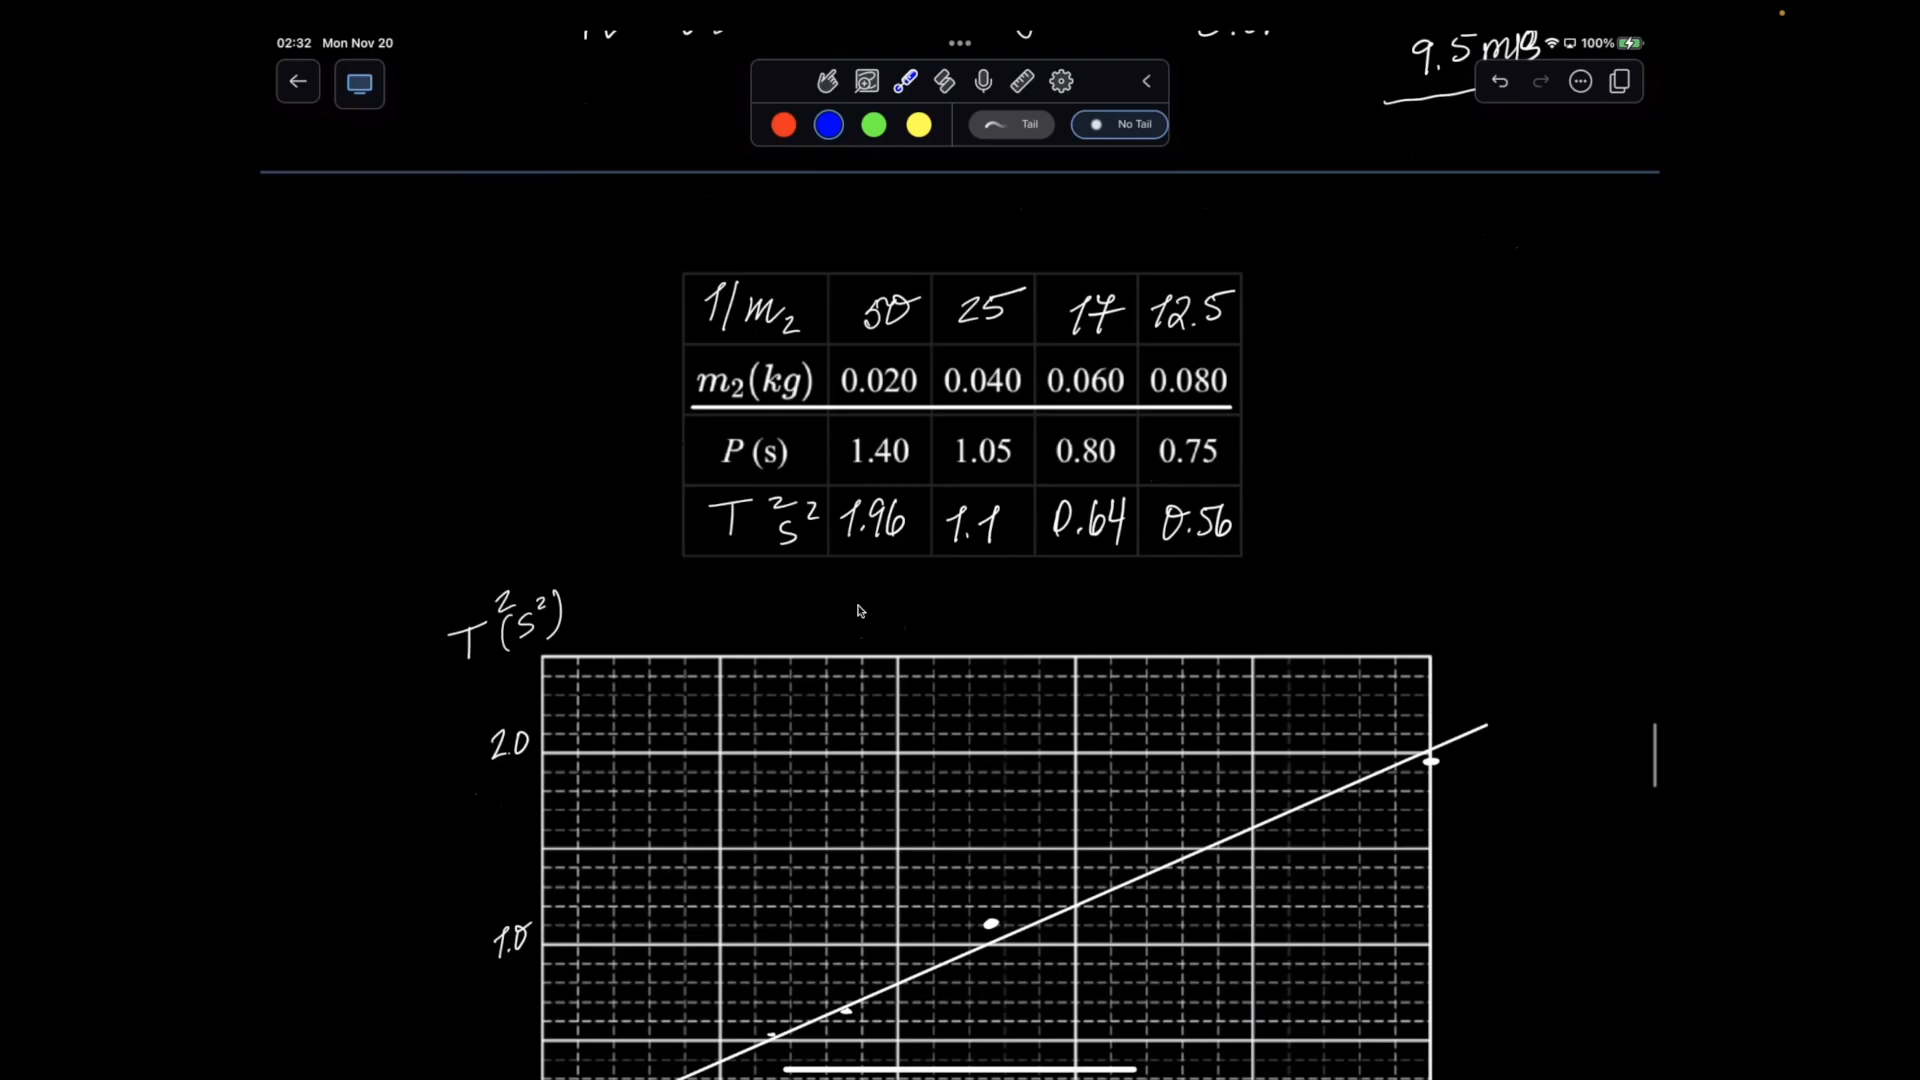 02:32 Mon Nov 20
100%
9.5 m/s
Tail
No Tail
1/m₂ 50 25 17 12.5
m₂(kg) 0.020 0.040 0.060 0.080
P (s) 1.40 1.05 0.80 0.75
T² s² 1.96 1.1 0.64 0.56
T²(s²)
2.0
1.0